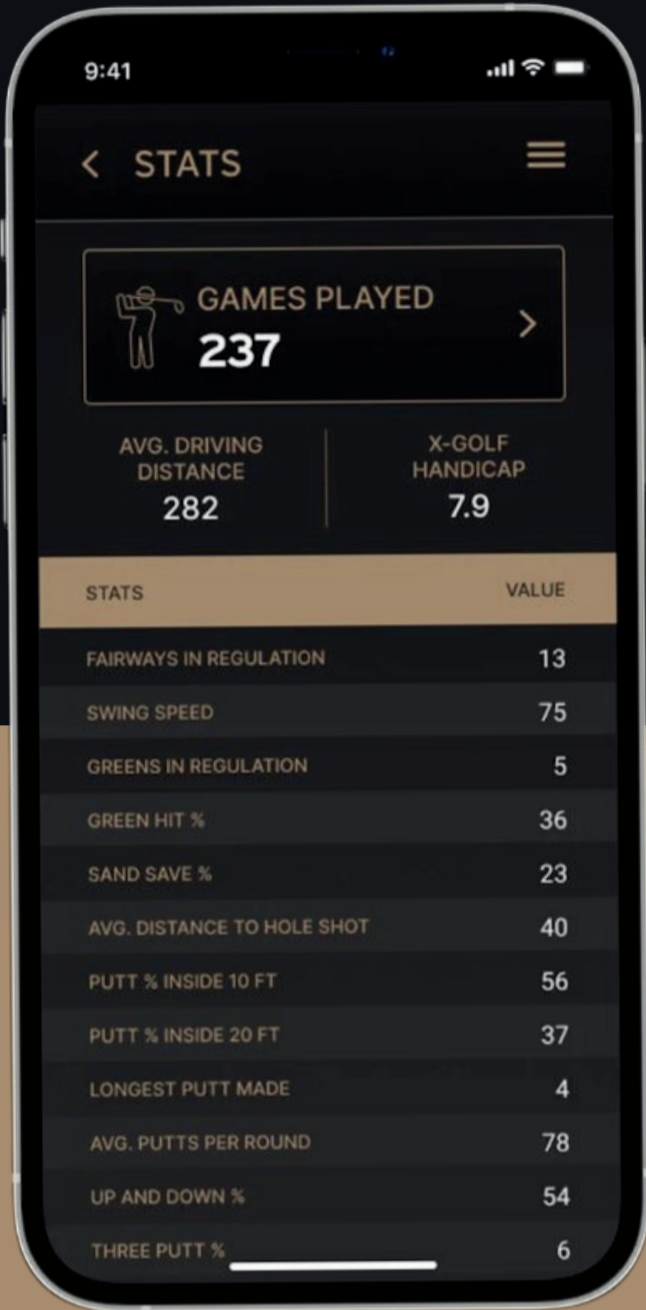 9:41
STATS
GAMES PLAYED
237
AVG. DRIVING
DISTANCE
282
X-GOLF
HANDICAP
7.9
STATS VALUE
FAIRWAYS IN REGULATION 13
SWING SPEED 75
GREENS IN REGULATION 5
GREEN HIT % 36
SAND SAVE % 23
AVG. DISTANCE TO HOLE SHOT 40
PUTT % INSIDE 10 FT 56
PUTT % INSIDE 20 FT 37
LONGEST PUTT MADE 4
AVG. PUTTS PER ROUND 78
UP AND DOWN % 54
THREE PUTT % 6